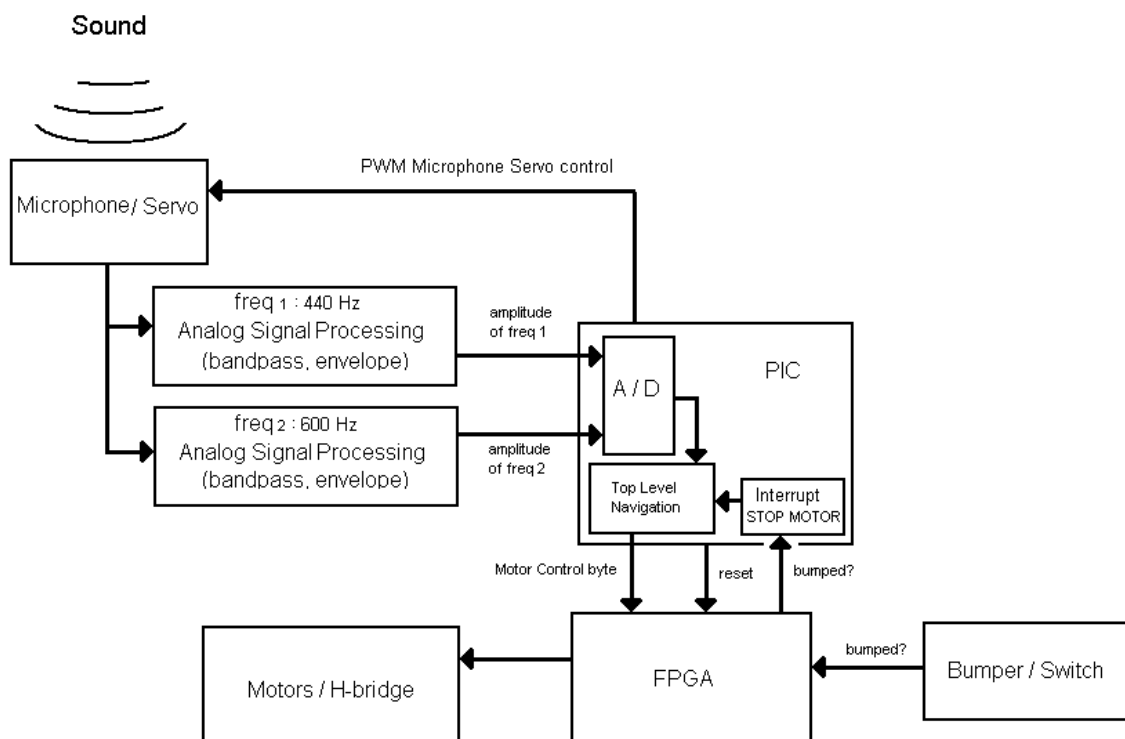 Sound
PWM Microphone Servo control
Microphone/ Servo
freq 1 : 440 Hz
Analog Signal Processing
(bandpass, envelope)
amplitude
of freq 1
PIC
A / D
freq 2 : 600 Hz
Analog Signal Processing
(bandpass, envelope)
amplitude
of freq 2
Top Level
Navigation
Interrupt
STOP MOTOR
Motor Control byte
reset
bumped?
bumped?
Motors / H-bridge
FPGA
Bumper / Switch